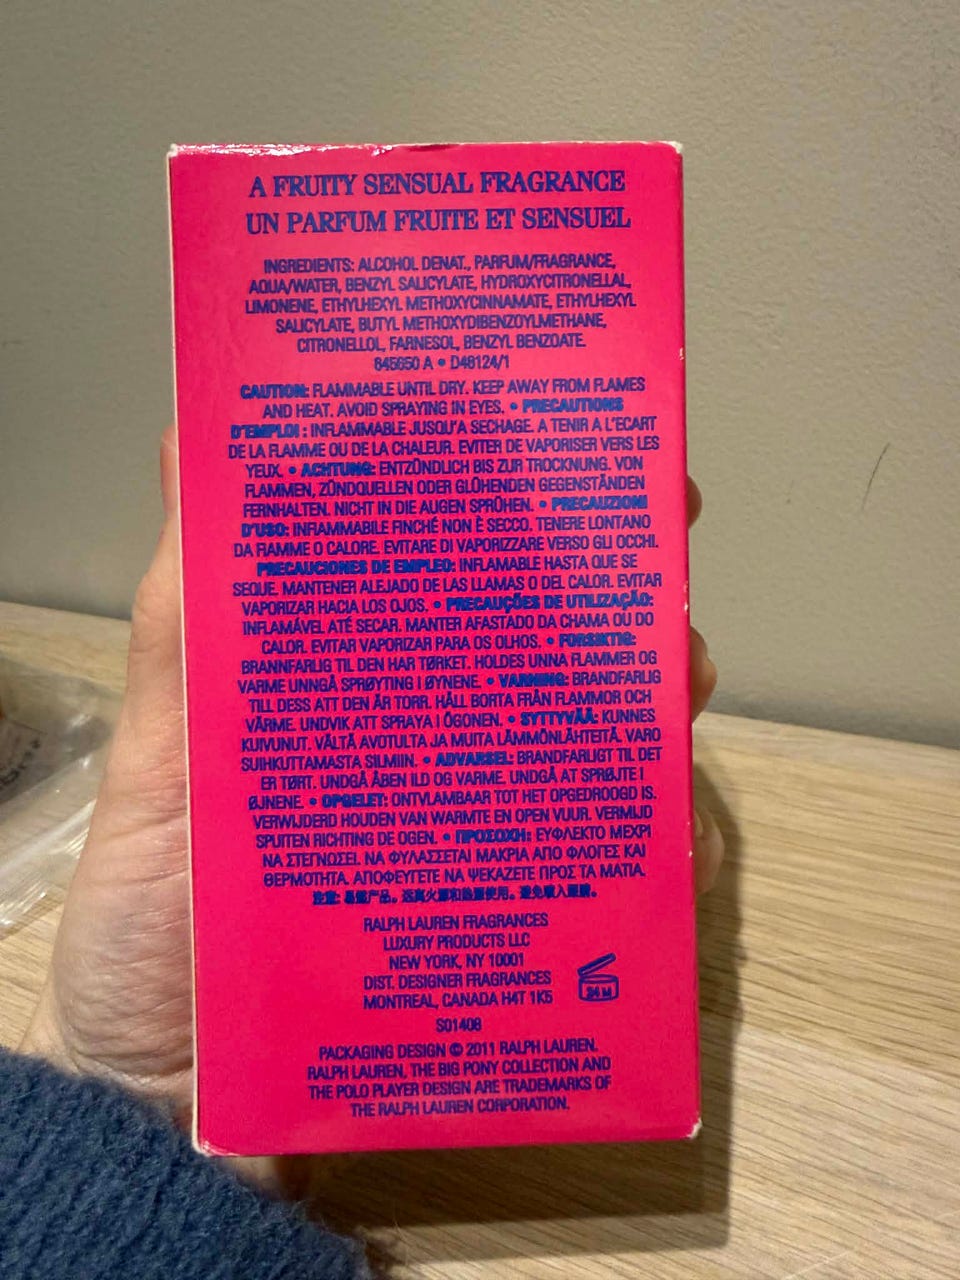 A FRUITY SENSUAL FRAGRANCE
UN PARFUM FRUITE ET SENSUEL
INGREDIENTS: ALCOHOL DENAT., PARFUM/FRAGRANCE,
AQUA/WATER, BENZYL SALICYLATE, HYDROXYCITRONELLAL,
LIMONENE, ETHYLHEXYL METHOXYCINNAMATE, ETHYLHEXYL
SALICYLATE, BUTYL METHOXYDIBENZOYLMETHANE,
CITRONELLOL, FARNESOL, BENZYL BENZOATE.
645650 A • D48124/1
CAUTION: FLAMMABLE UNTIL DRY. KEEP AWAY FROM FLAMES
AND HEAT. AVOID SPRAYING IN EYES. • PRECAUTIONS
D'EMPLOI : INFLAMMABLE JUSQU'A SECHAGE. A TENIR A L'ECART
DE LA FLAMME OU DE LA CHALEUR. EVITER DE VAPORISER VERS LES
YEUX. • ACHTUNG: ENTZÜNDLICH BIS ZUR TROCKNUNG. VON
FLAMMEN, ZÜNDQUELLEN ODER GLÜHENDEN GEGENSTÄNDEN
FERNHALTEN. NICHT IN DIE AUGEN SPRÜHEN. • PRECAUZIONI
D'USO: INFIAMMABILE FINCHÉ NON È SECCO. TENERE LONTANO
DA FIAMME O CALORE. EVITARE DI VAPORIZZARE VERSO GLI OCCHI.
PRECAUCIONES DE EMPLEO: INFLAMABLE HASTA QUE SE
SEQUE. MANTENER ALEJADO DE LAS LLAMAS O DEL CALOR. EVITAR
VAPORIZAR HACIA LOS OJOS. • PRECAUÇÕES DE UTILIZAÇÃO:
INFLAMÁVEL ATÉ SECAR. MANTER AFASTADO DA CHAMA OU DO
CALOR. EVITAR VAPORIZAR PARA OS OLHOS. • FORSIKTIG:
BRANNFARLIG TIL DEN HAR TØRKET. HOLDES UNNA FLAMMER OG
VARME UNNGÅ SPRØYTING I ØYNENE. • VARNING: BRANDFARLIG
TILL DESS ATT DEN ÄR TORR. HÅLL BORTA FRÅN FLAMMOR OCH
VÄRME. UNDVIK ATT SPRAYA I ÖGONEN. • SYTTYVÄÄ: KUNNES
KUIVUNUT. VÄLTÄ AVOTULTA JA MUITA LÄMMÖNLÄHTEITÄ. VARO
SUIHKUTTAMASTA SILMIIN. • ADVARSEL: BRANDFARLIGT TIL DET
ER TØRT. UNDGÅ ÅBEN ILD OG VARME. UNDGÅ AT SPRØJTE I
ØJNENE. • OPGELET: ONTVLAMBAAR TOT HET OPGEDROOGD IS.
VERWIJDERD HOUDEN VAN WARMTE EN OPEN VUUR. VERMIJD
SPUITEN RICHTING DE OGEN. • ΠΡΟΣΟΧΗ: ΕΥΦΛΕΚΤΟ ΜΕΧΡΙ
ΝΑ ΣΤΕΓΝΩΣΕΙ. ΝΑ ΦΥΛΑΣΣΕΤΑΙ ΜΑΚΡΙΑ ΑΠΟ ΦΛΟΓΕΣ ΚΑΙ
ΘΕΡΜΟΤΗΤΑ. ΑΠΟΦΕΥΓΕΤΕ ΝΑ ΨΕΚΑΖΕΤΕ ΠΡΟΣ ΤΑ ΜΑΤΙΑ.
RALPH LAUREN FRAGRANCES
LUXURY PRODUCTS LLC
NEW YORK, NY 10001
DIST. DESIGNER FRAGRANCES
MONTREAL, CANADA H4T 1K5
24 M
S01408
PACKAGING DESIGN © 2011 RALPH LAUREN.
RALPH LAUREN, THE BIG PONY COLLECTION AND
THE POLO PLAYER DESIGN ARE TRADEMARKS OF
THE RALPH LAUREN CORPORATION.